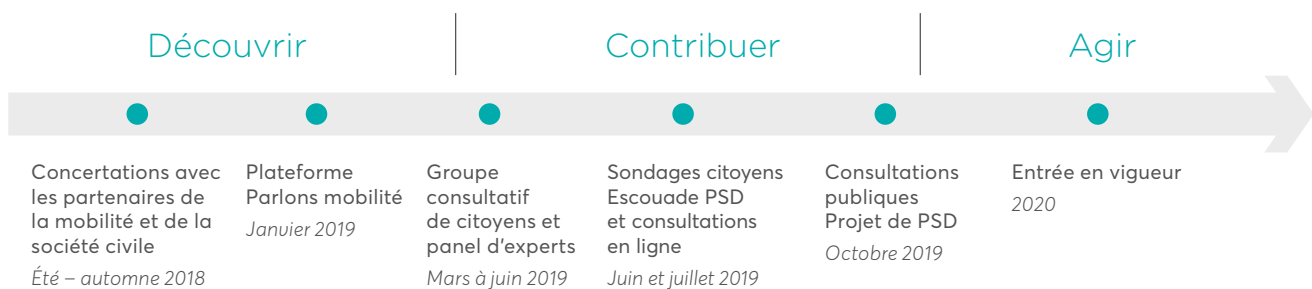 Découvrir
Contribuer
Agir
Concertations avec
les partenaires de
la mobilité et de la
société civile
Été – automne 2018
Plateforme
Parlons mobilité
Janvier 2019
Groupe
consultatif
de citoyens et
panel d'experts
Mars à juin 2019
Sondages citoyens
Escouade PSD
et consultations
en ligne
Juin et juillet 2019
Consultations
publiques
Projet de PSD
Octobre 2019
Entrée en vigueur
2020